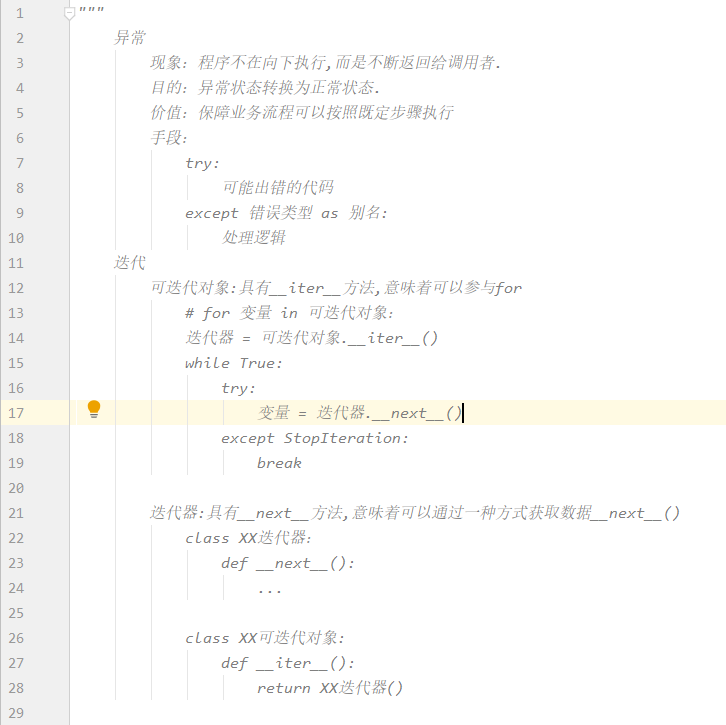 1 """
2 异常
3 现象：程序不在向下执行,而是不断返回给调用者.
4 目的：异常状态转换为正常状态.
5 价值：保障业务流程可以按照既定步骤执行
6 手段：
7 try:
8 可能出错的代码
9 except 错误类型 as 别名:
10 处理逻辑
11 迭代
12 可迭代对象:具有__iter__方法,意味着可以参与for
13 # for 变量 in 可迭代对象：
14 迭代器 = 可迭代对象.__iter__()
15 while True:
16 try:
17 变量 = 迭代器.__next__()
18 except StopIteration:
19 break
20
21 迭代器:具有__next__方法,意味着可以通过一种方式获取数据__next__()
22 class XX迭代器：
23 def __next__():
24 ...
25
26 class XX可迭代对象:
27 def __iter__():
28 return XX迭代器()
29